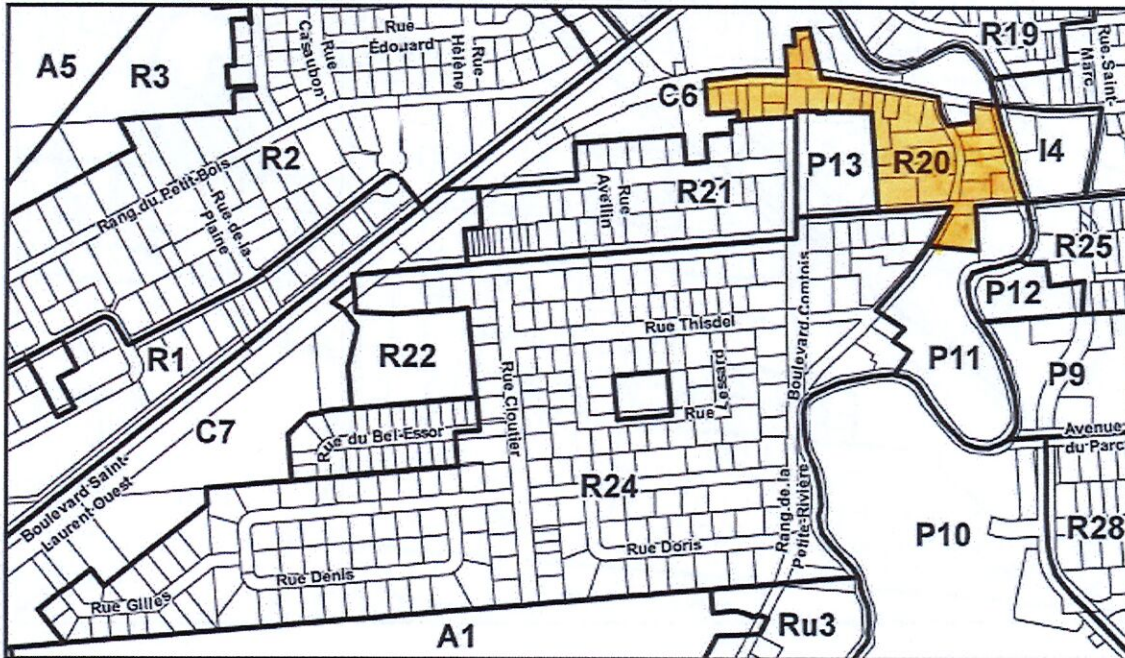 A5
R3
Rue
Casaubon
Rue
Édouard
Rue
Hélène
R19
Rue Saint-
Marc
C6
R2
Rang du Petit-Bois
Rue-de-la
Plaine
R21
Rue
Avellin
P13
R20
I4
R25
P12
R1
R22
Rue Thisdel
Boulevard Comtois
P11
P9
Rue Lessard
Rue Cloutier
C7
Rue du Bel-Essor
Avenue
du Parc
Boulevard Saint-
Laurent Ouest
R24
Rang de la
Petite-Rivière
P10
R28
Rue Doris
Rue Denis
Rue Gilles
A1
Ru3